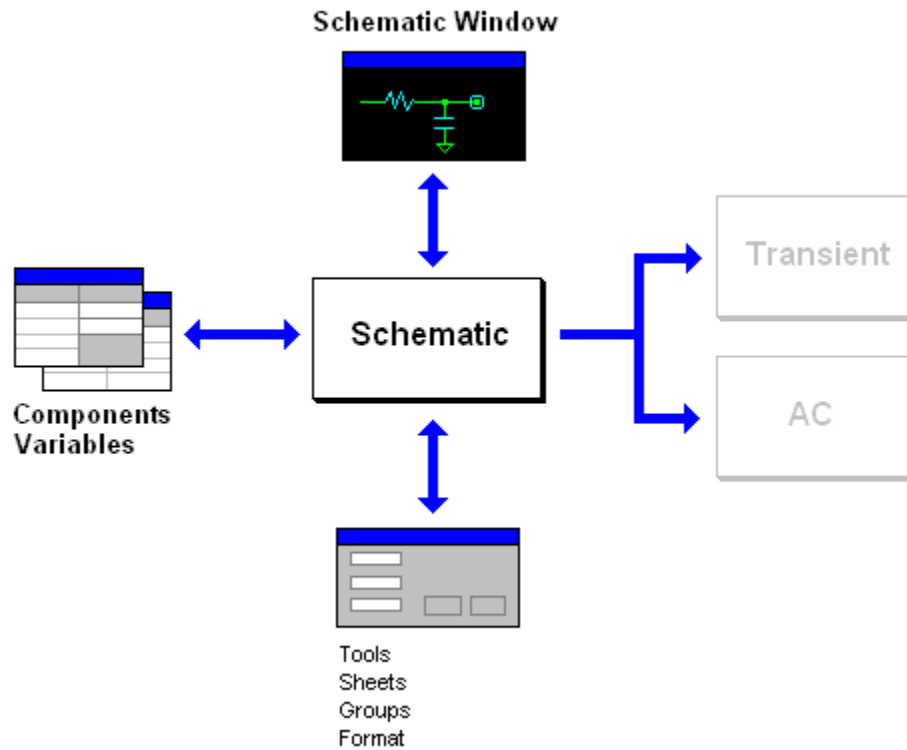 Schematic Window
Transient
Schematic
Components
Variables
AC
Tools
Sheets
Groups
Format